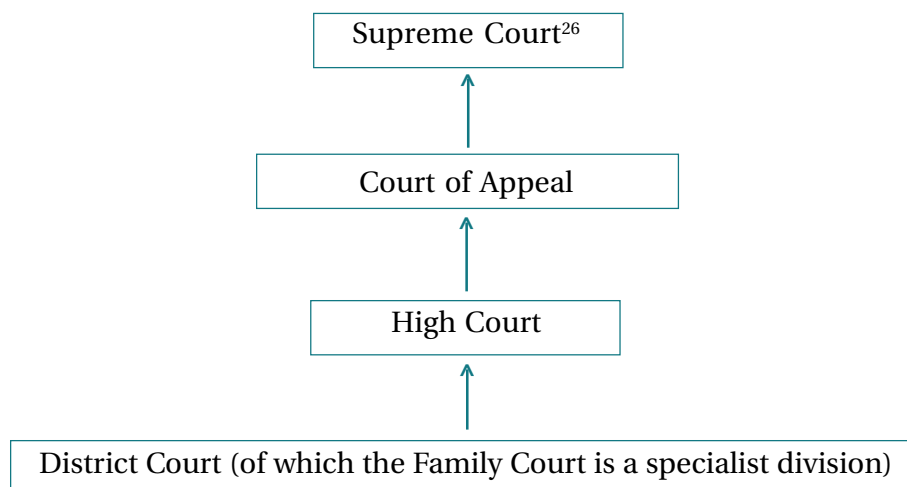 Supreme Court²⁶
Court of Appeal
High Court
District Court (of which the Family Court is a specialist division)